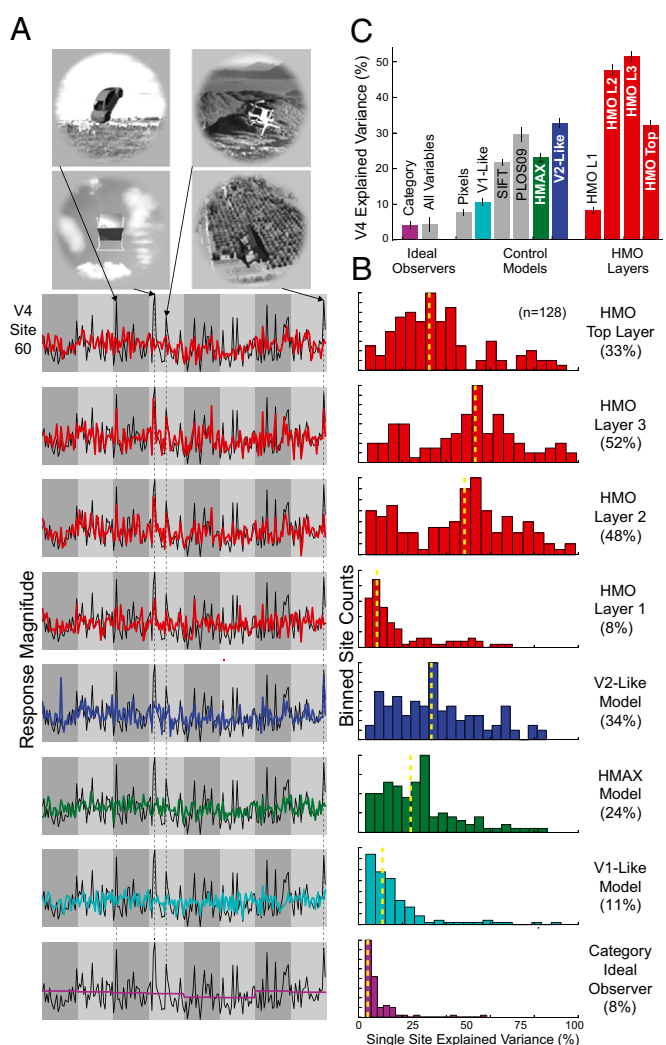 A
V4
Site
60
Response Magnitude
C
V4 Explained Variance (%)
50
40
30
20
10
0
Category
All Variables
Pixels
V1-Like
SIFT
PLOS09
HMAX
V2-Like
HMO L1
HMO L2
HMO L3
HMO Top
Ideal
Observers
Control
Models
HMO
Layers
B
Binned Site Counts
(n=128)
HMO
Top Layer
(33%)
HMO
Layer 3
(52%)
HMO
Layer 2
(48%)
HMO
Layer 1
(8%)
V2-Like
Model
(34%)
HMAX
Model
(24%)
V1-Like
Model
(11%)
Category
Ideal
Observer
(8%)
0 25 50 75 100
Single Site Explained Variance (%)